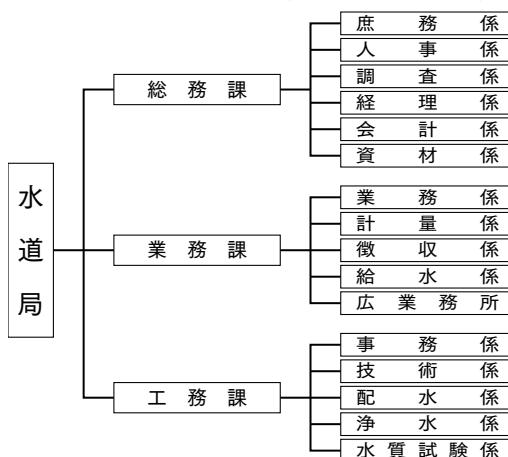 水道局
総務課
庶務係
人事係
調査係
経理係
会計係
資材係
業務課
業務係
計量係
徴収係
給水係
広業務所
工務課
事務係
技術係
配水係
浄水係
水質試験係